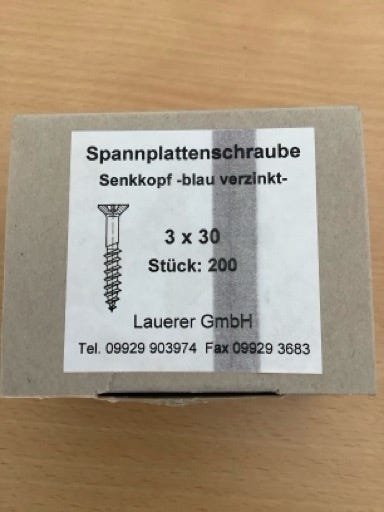 Spannplattenschraube
Senkkopf -blau verzinkt-
3 x 30
Stück: 200
Lauerer GmbH
Tel. 09929 903974 Fax 09929 3683